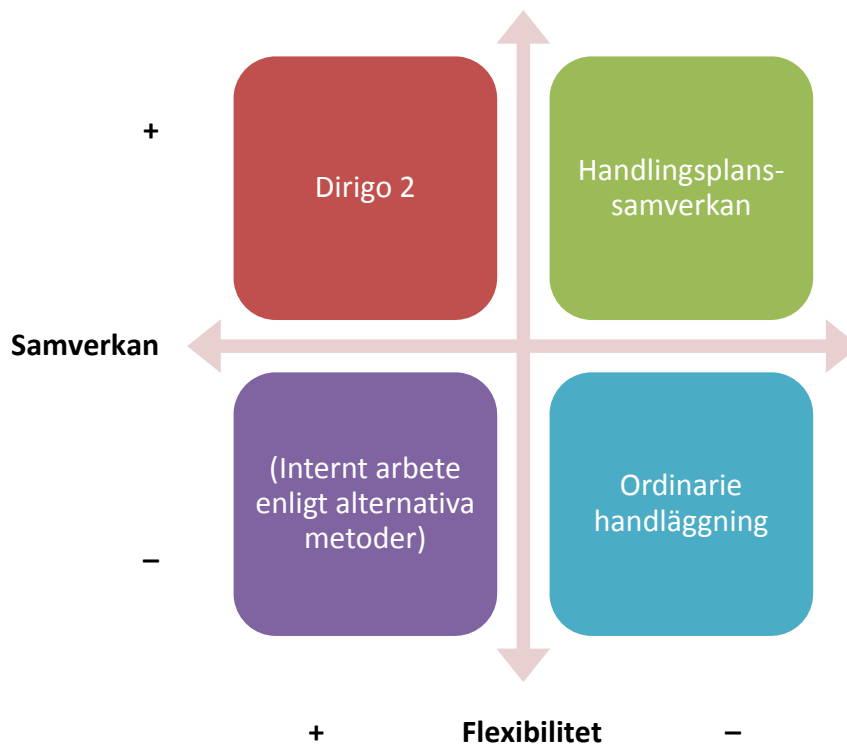 +
Dirigo 2
Handlingsplans-
samverkan
Samverkan
(Internt arbete
enligt alternativa
metoder)
Ordinarie
handläggning
–
+
Flexibilitet
–